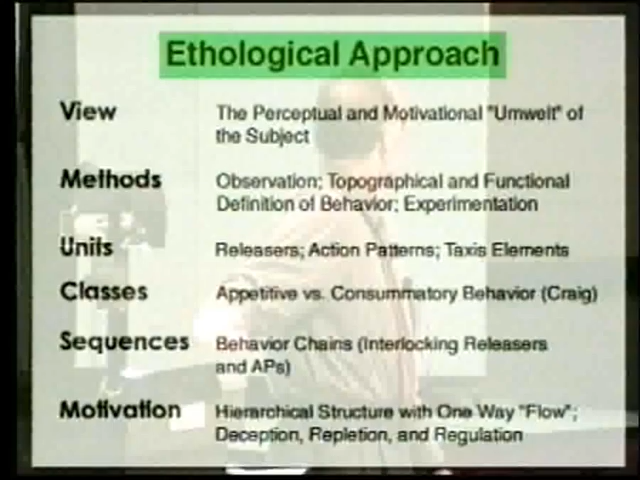 Ethological Approach
View
The Perceptual and Motivational "Umwelt" of
the Subject
Methods
Observation; Topographical and Functional
Definition of Behavior; Experimentation
Units
Releasers; Action Patterns; Taxis Elements
Classes
Appetitive vs. Consummatory Behavior (Craig)
Sequences
Behavior Chains (Interlocking Releasers
and APs)
Motivation
Hierarchical Structure with One Way "Flow";
Deception, Repletion, and Regulation